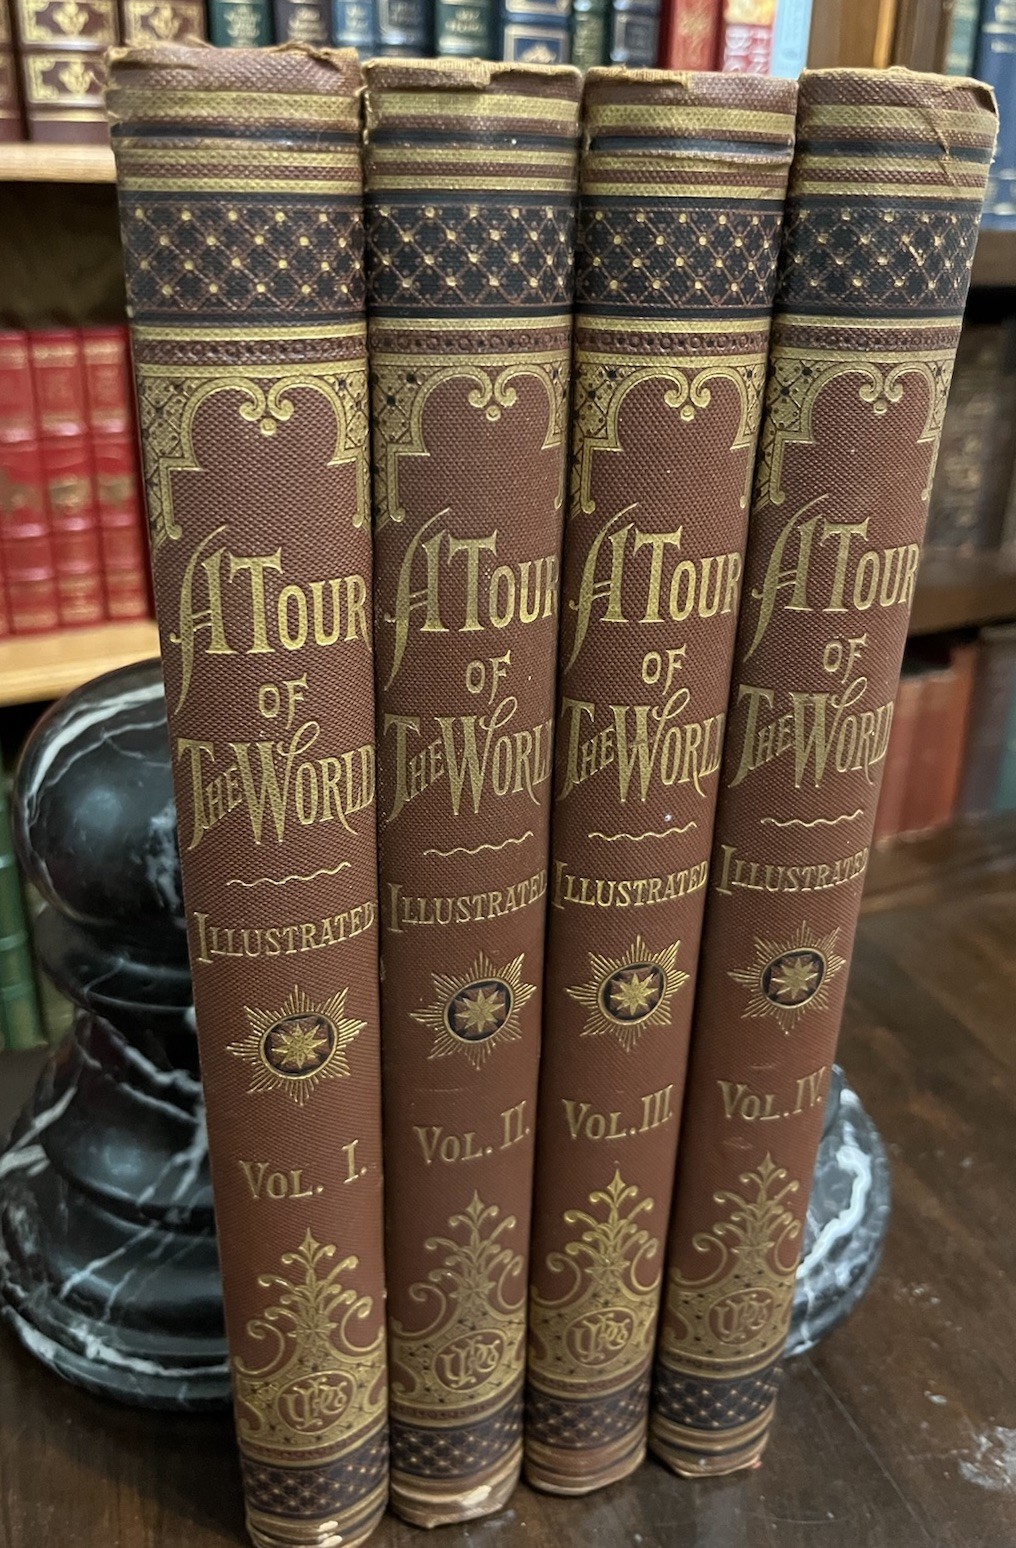 A TOUR
OF
THE WORLD
ILLUSTRATED
VOL. I.
A TOUR
OF
THE WORLD
ILLUSTRATED
VOL. II.
A TOUR
OF
THE WORLD
ILLUSTRATED
VOL. III.
A TOUR
OF
THE WORLD
ILLUSTRATED
VOL. IV.